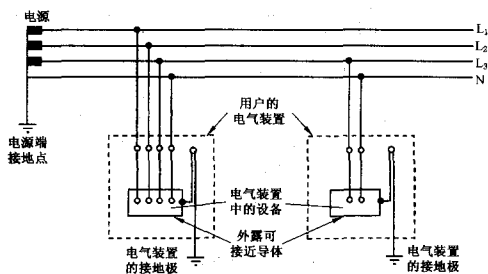 电源
L₁
L₂
L₃
N
用户的
电气装置
电源端
接地点
电气装置
中的设备
外露可
接近导体
电气装置
的接地极
电气装置
的接地极